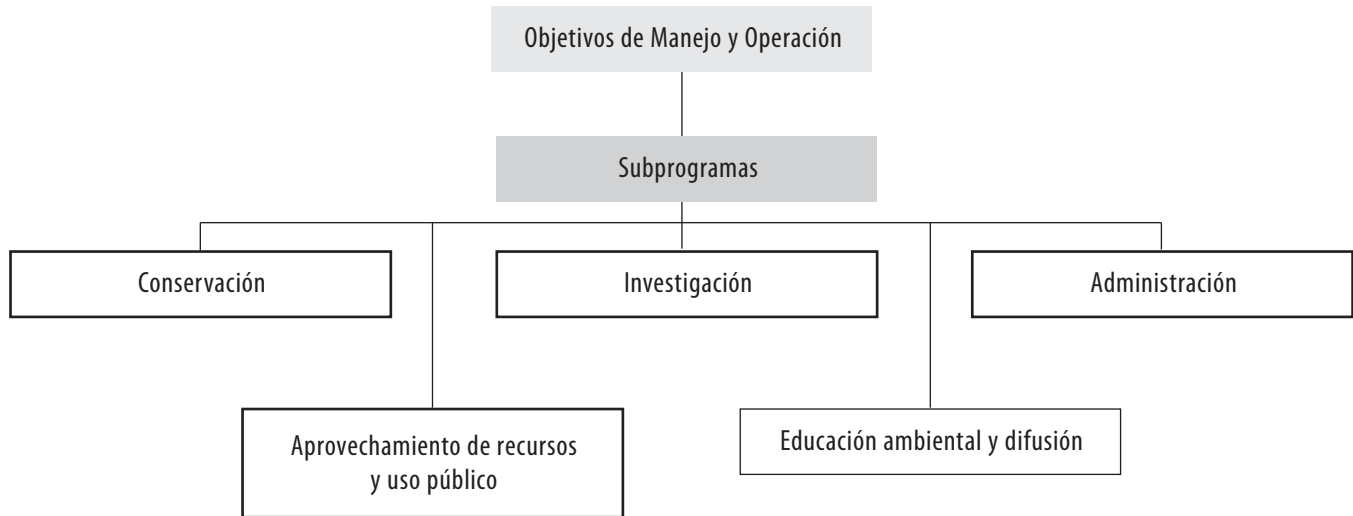 Objetivos de Manejo y Operación
Subprogramas
Conservación
Investigación
Administración
Aprovechamiento de recursos
y uso público
Educación ambiental y difusión